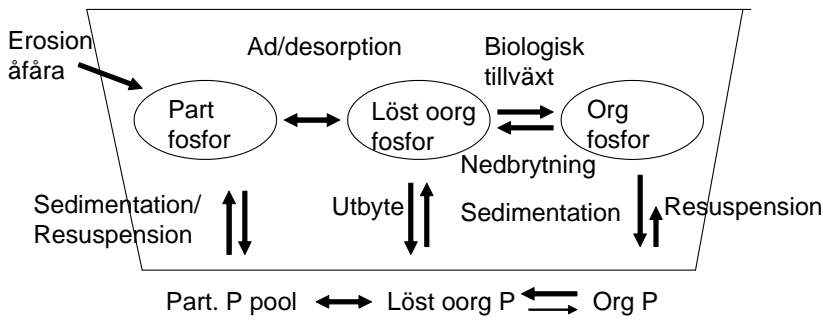 Erosion
åfåra
Ad/desorption
Biologisk
tillväxt
Part
fosfor
Löst oorg
fosfor
Org
fosfor
Nedbrytning
Sedimentation/
Resuspension
Utbyte
Sedimentation
Resuspension
Part. P pool
Löst oorg P
Org P